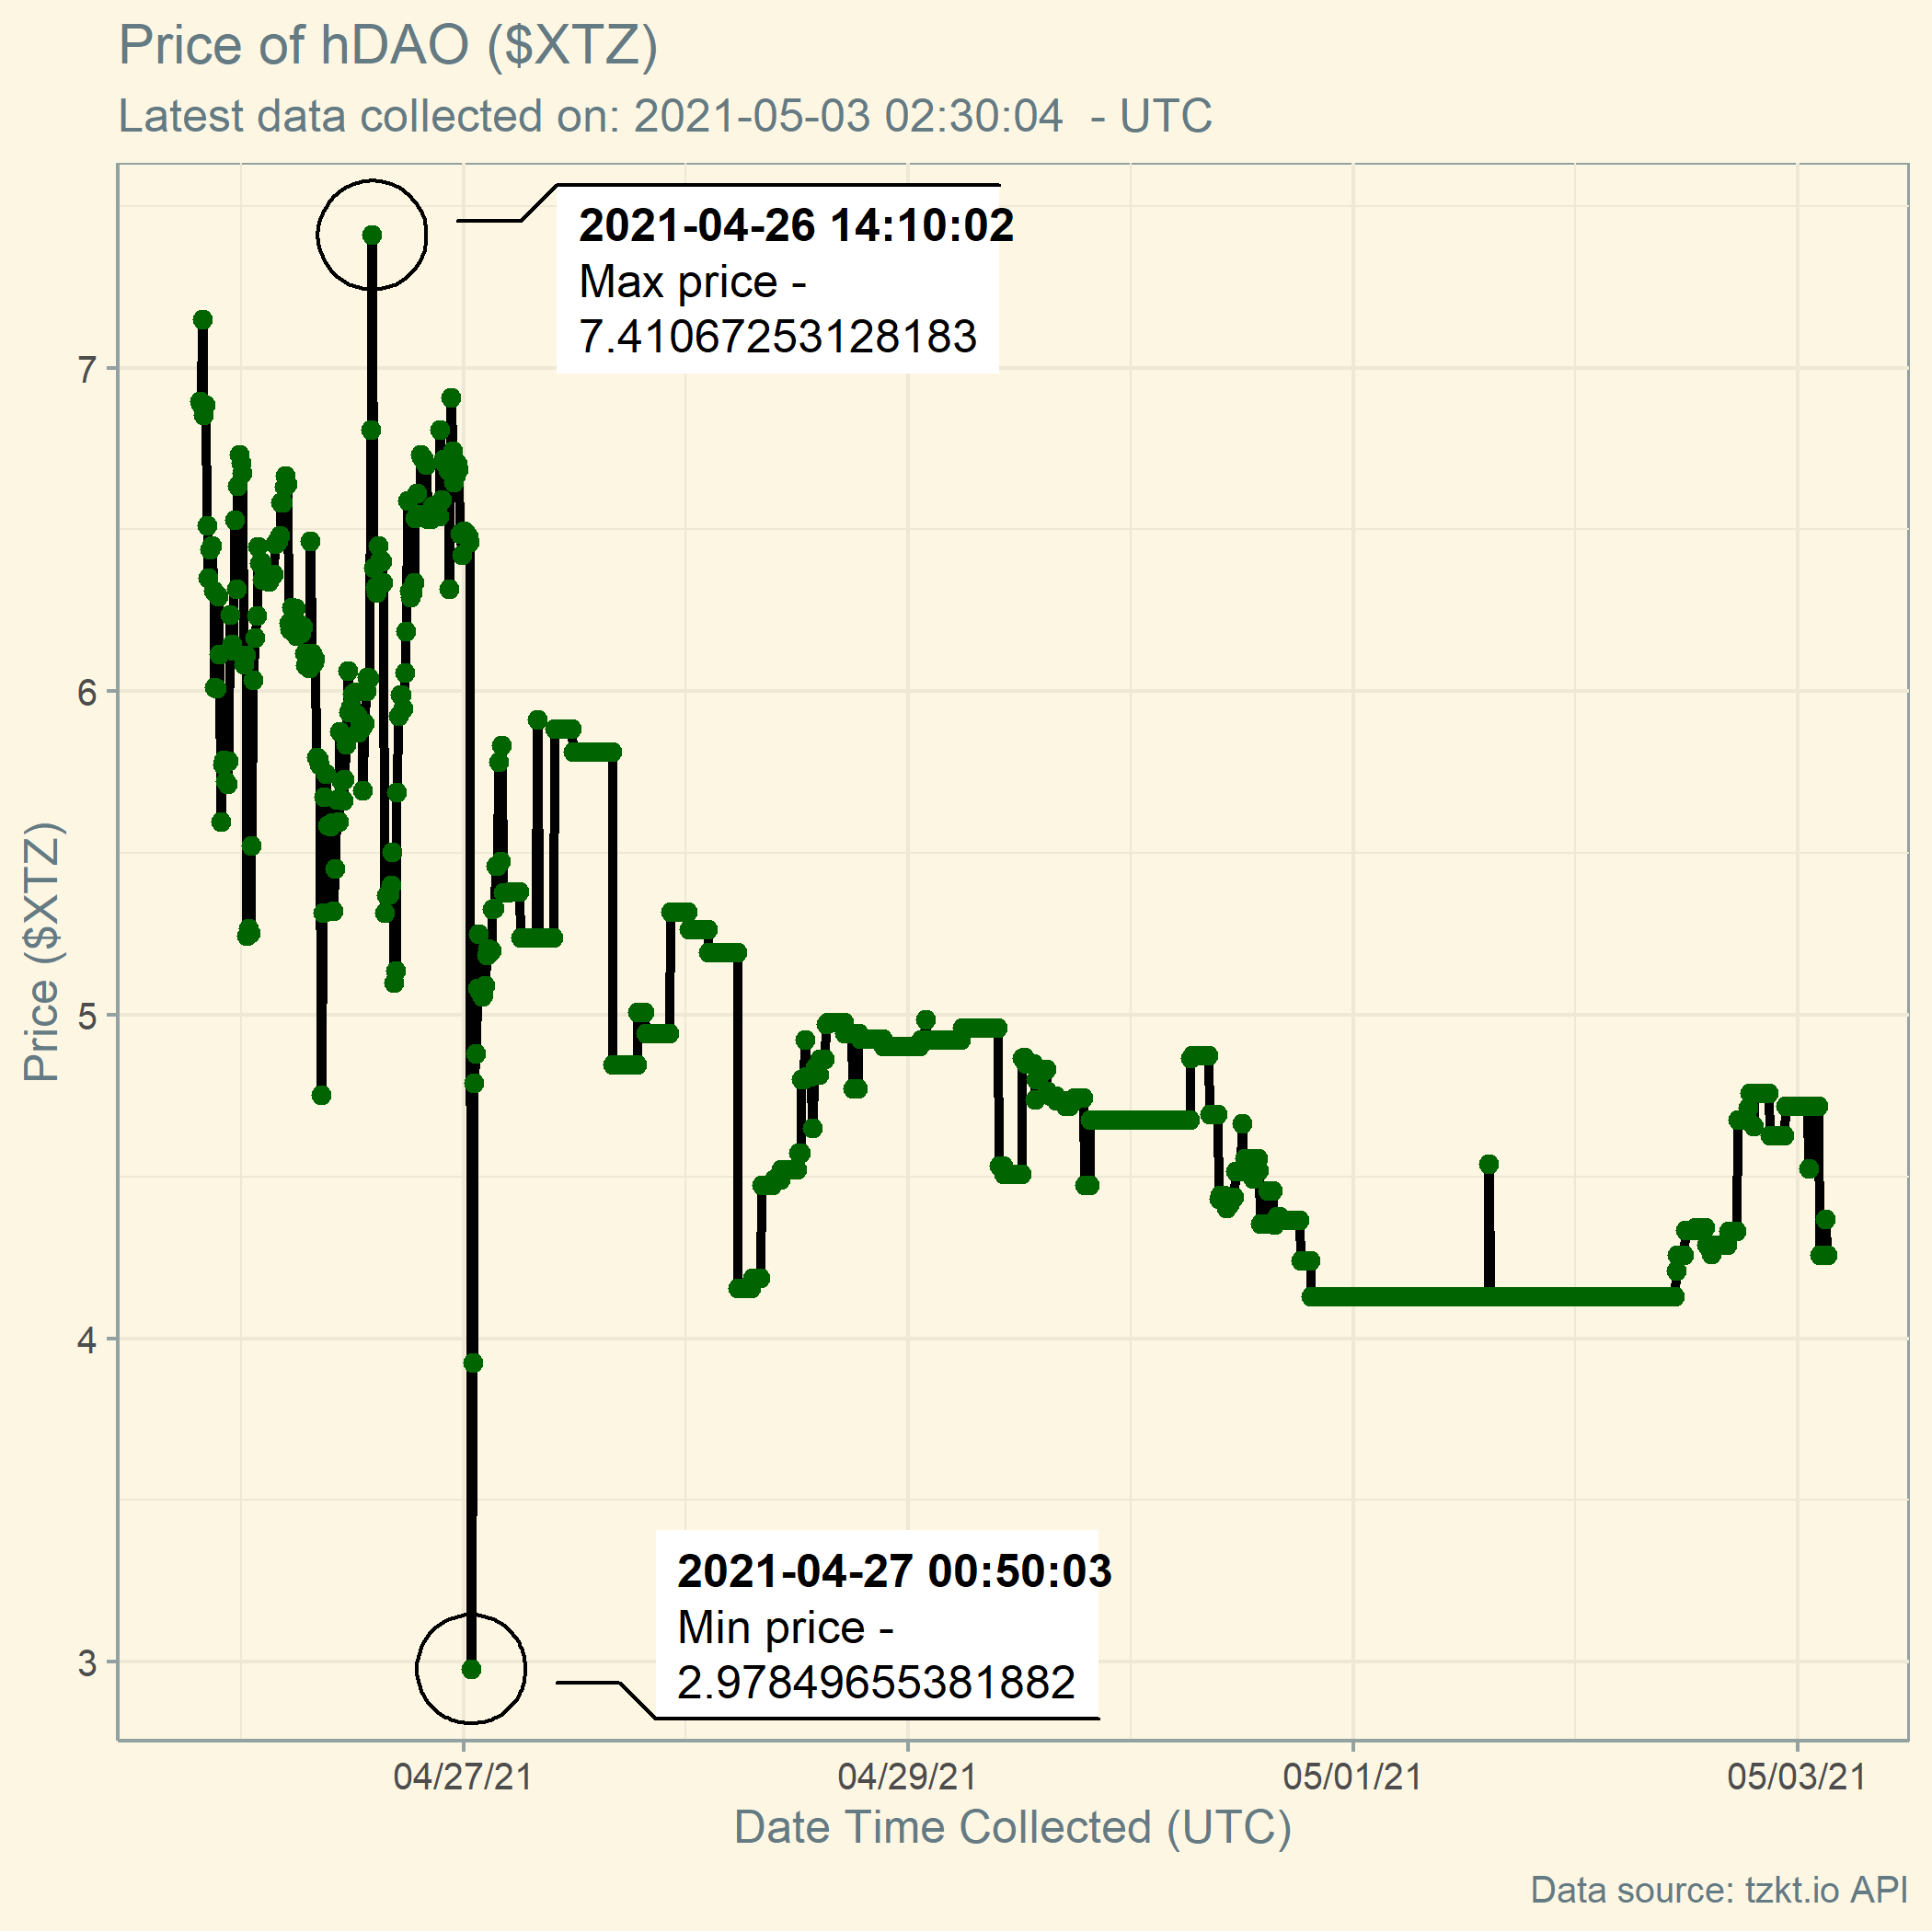 Price of hDAO ($XTZ)
Latest data collected on: 2021-05-03 02:30:04  - UTC
2021-04-26 14:10:02
Max price -
7.41067253128183
7
6
5
4
3
Price ($XTZ)
2021-04-27 00:50:03
Min price -
2.97849655381882
04/27/21
04/29/21
05/01/21
05/03/21
Date Time Collected (UTC)
Data source: tzkt.io API